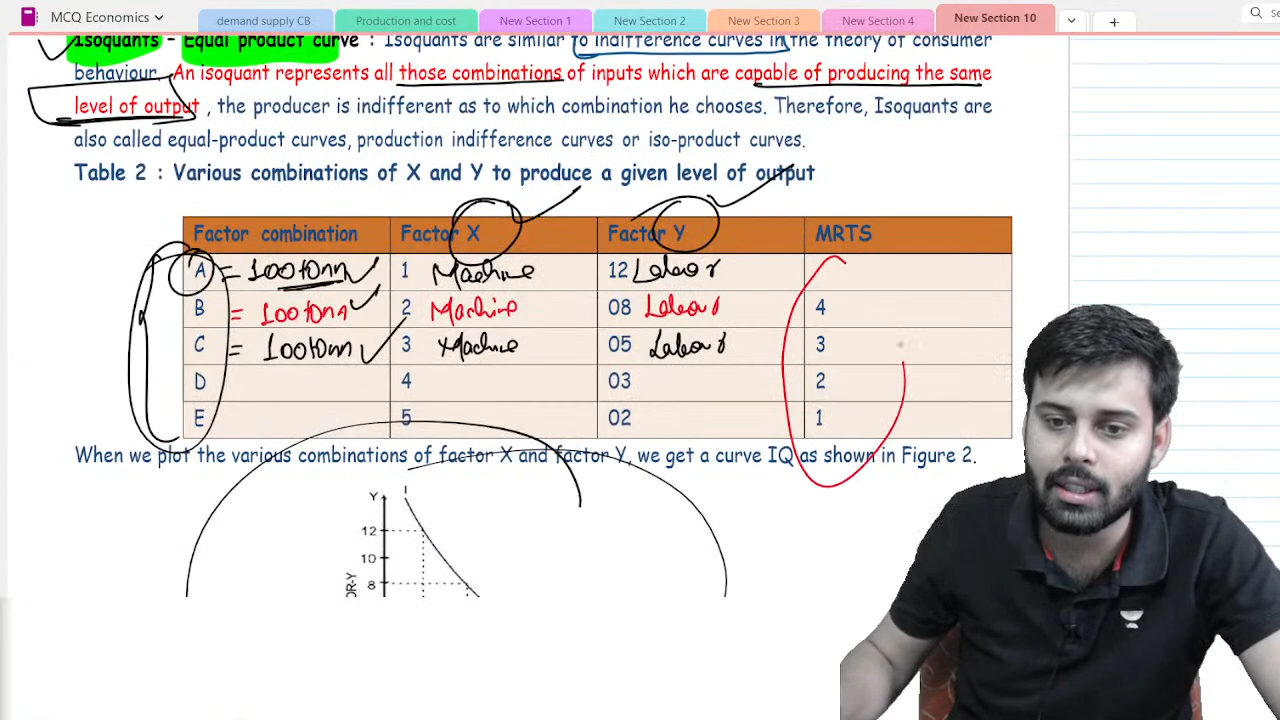 MCQ Economics
demand supply CB
Production and cost
New Section 1
New Section 2
New Section 3
New Section 4
New Section 10
Isoquants - Equal product curve : Isoquants are similar to indifference curves in the theory of consumer
behaviour. An isoquant represents all those combinations of inputs which are capable of producing the same
level of output , the producer is indifferent as to which combination he chooses. Therefore, Isoquants are
also called equal-product curves, production indifference curves or iso-product curves.
Table 2 : Various combinations of X and Y to produce a given level of output
Factor combination Factor X Factor Y MRTS
A = 100 tonn 1 Machine 12 Labour
B = 100 tonn 2 Machine 08 Labour 4
C = 100 tonn 3 Machine 05 Labour 3
D 4 03 2
E 5 02 1
When we plot the various combinations of factor X and factor Y, we get a curve IQ as shown in Figure 2.
Y I
12
10
8